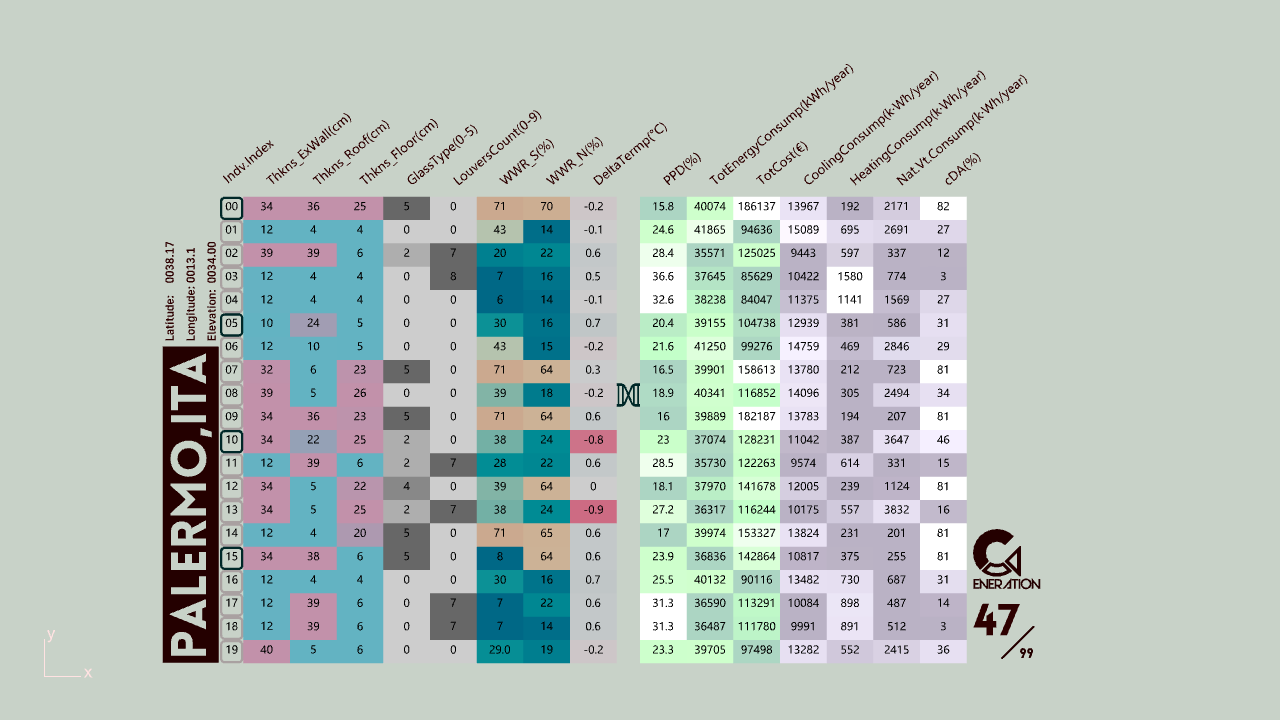 Indv.Index Thkns_ExWall(cm) Thkns_Roof(cm) Thkns_Floor(cm) GlassType(0-5) LouversCount(0-9) WWR_S(%) WWR_N(%) DeltaTermp(°C) PPD(%) TotEnergyConsump(kWh/year) TotCost(€) CoolingConsump(k·Wh/year) HeatingConsump(k·Wh/year) Nat.Vt.Consump(k·Wh/year) cDA(%)
00 34 36 25 5 0 71 70 -0.2 15.8 40074 186137 13967 192 2171 82
01 12 4 4 0 0 43 14 -0.1 24.6 41865 94636 15089 695 2691 27
02 39 39 6 2 7 20 22 0.6 28.4 35571 125025 9443 597 337 12
03 12 4 4 0 8 7 16 0.5 36.6 37645 85629 10422 1580 774 3
04 12 4 4 0 0 6 14 -0.1 32.6 38238 84047 11375 1141 1569 27
05 10 24 5 0 0 30 16 0.7 20.4 39155 104738 12939 381 586 31
06 12 10 5 0 0 43 15 -0.2 21.6 41250 99276 14759 469 2846 29
07 32 6 23 5 0 71 64 0.3 16.5 39901 158613 13780 212 723 81
08 39 5 26 0 0 39 18 -0.2 18.9 40341 116852 14096 305 2494 34
09 34 36 23 5 0 71 64 0.6 16 39889 182187 13783 194 207 81
10 34 22 25 2 0 38 24 -0.8 23 37074 128231 11042 387 3647 46
11 12 39 6 2 7 28 22 0.6 28.5 35730 122263 9574 614 331 15
12 34 5 22 4 0 39 64 0 18.1 37970 141678 12005 239 1124 81
13 34 5 25 2 7 38 24 -0.9 27.2 36317 116244 10175 557 3832 16
14 12 4 20 5 0 71 65 0.6 17 39974 153327 13824 231 201 81
15 34 38 6 5 0 8 64 0.6 23.9 36836 142864 10817 375 255 81
16 12 4 4 0 0 30 16 0.7 25.5 40132 90116 13482 730 687 31
17 12 39 6 0 7 7 22 0.6 31.3 36590 113291 10084 898 487 14
18 12 39 6 0 7 7 14 0.6 31.3 36487 111780 9991 891 512 3
19 40 5 6 0 0 29.0 19 -0.2 23.3 39705 97498 13282 552 2415 36
PALERMO,ITA
Latitude: 0038.17
Longitude: 0013.1
Elevation: 0034.00
G
ENERATION
47/99
y
x